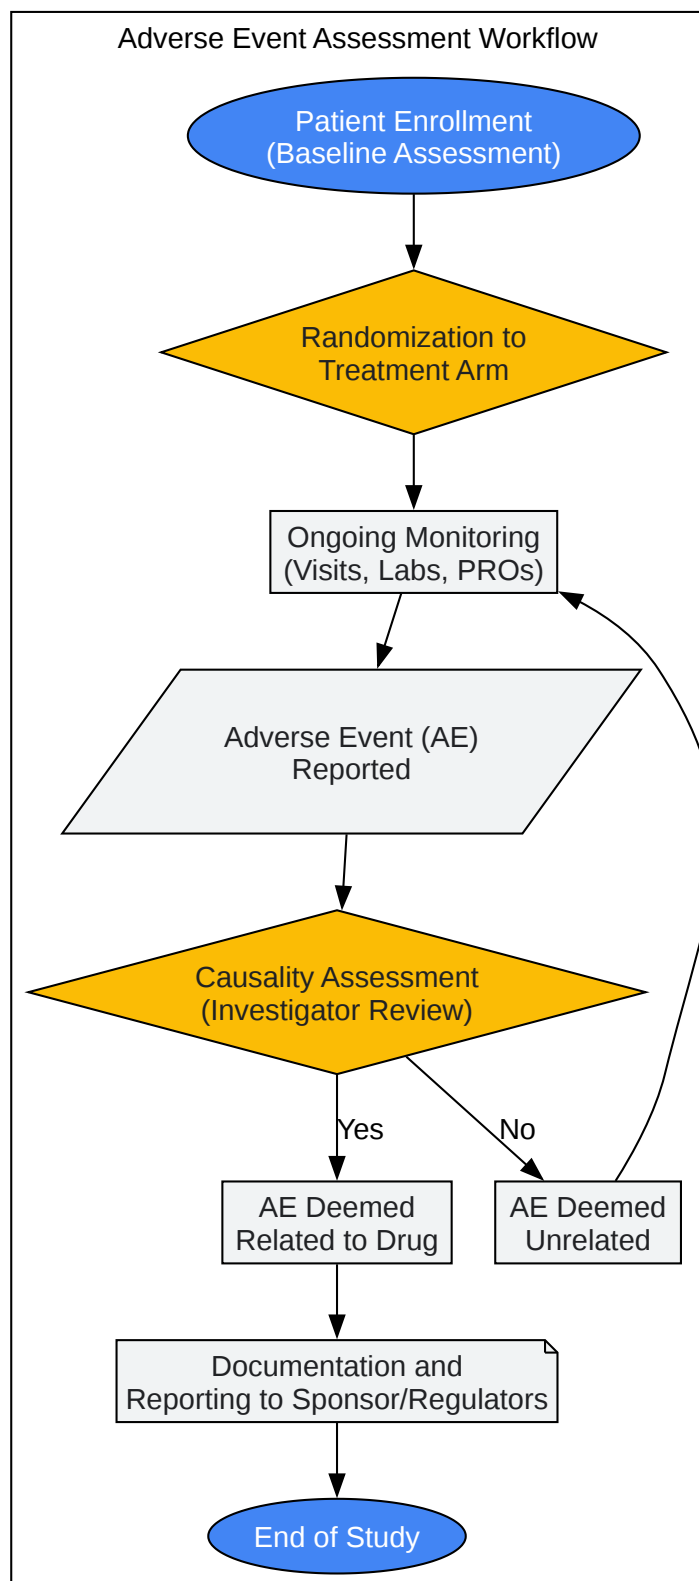 Adverse Event Assessment Workflow
Patient Enrollment
(Baseline Assessment)
Randomization to
Treatment Arm
Ongoing Monitoring
(Visits, Labs, PROs)
Adverse Event (AE)
Reported
Causality Assessment
(Investigator Review)
Yes
No
AE Deemed
Related to Drug
AE Deemed
Unrelated
Documentation and
Reporting to Sponsor/Regulators
End of Study